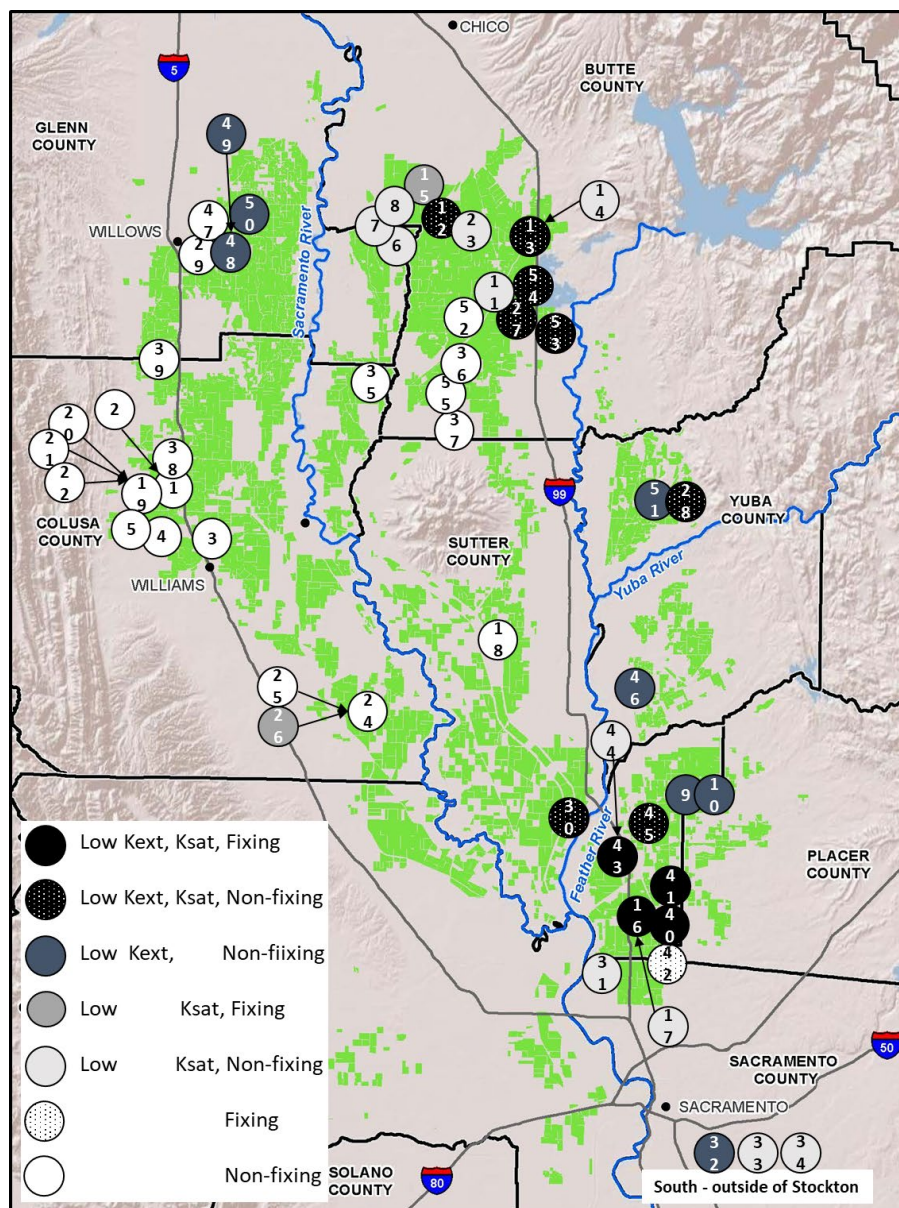 CHICO
5
BUTTE
COUNTY
GLENN
COUNTY
49
15
14
8
50
47
12
23
7
13
WILLOWS
6
48
29
Sacramento River
54
11
52
27
53
39
36
35
55
20
2
37
21
38
22
19
1
99
51
28
YUBA
COUNTY
COLUSA
COUNTY
5
4
3
SUTTER
COUNTY
WILLIAMS
Yuba River
18
25
46
24
26
44
9
10
30
45
Feather River
43
PLACER
COUNTY
41
16
40
42
31
17
50
SACRAMENTO
COUNTY
SACRAMENTO
32
33
34
South - outside of Stockton
SOLANO
COUNTY
80
Low Kext, Ksat, Fixing
Low Kext, Ksat, Non-fixing
Low Kext, Non-fiixing
Low Ksat, Fixing
Low Ksat, Non-fixing
Fixing
Non-fixing